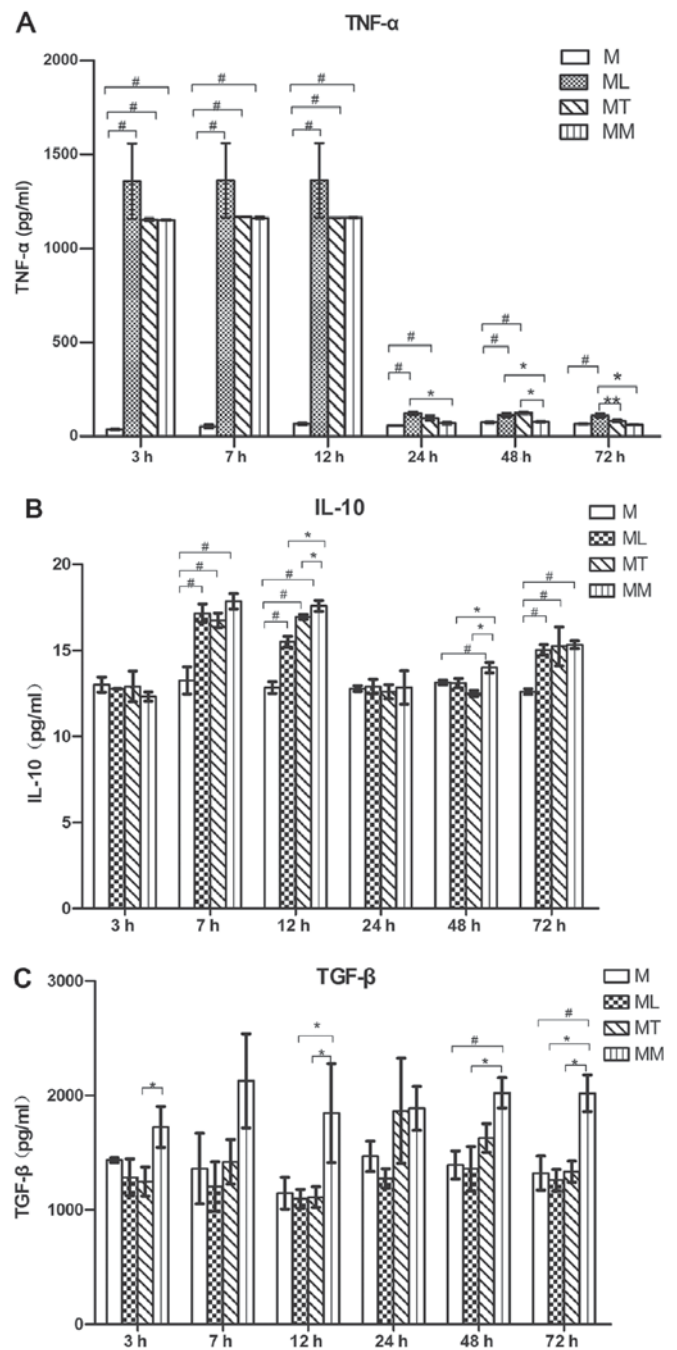 A
TNF-α
M
ML
MT
MM
TNF-α (pg/ml)
2000
1500
1000
500
0
# # # #
# # #
# # #
# #
# # *
# *
* * **
3 h 7 h 12 h 24 h 48 h 72 h
B
IL-10
M
ML
MT
MM
IL-10 (pg/ml)
20
15
10
5
0
# # *
# # *
# # #
* #
* #
# #
3 h 7 h 12 h 24 h 48 h 72 h
C
TGF-β
M
ML
MT
MM
TGF-β (pg/ml)
3000
2000
1000
0
* #
* # *
* * *
3 h 7 h 12 h 24 h 48 h 72 h